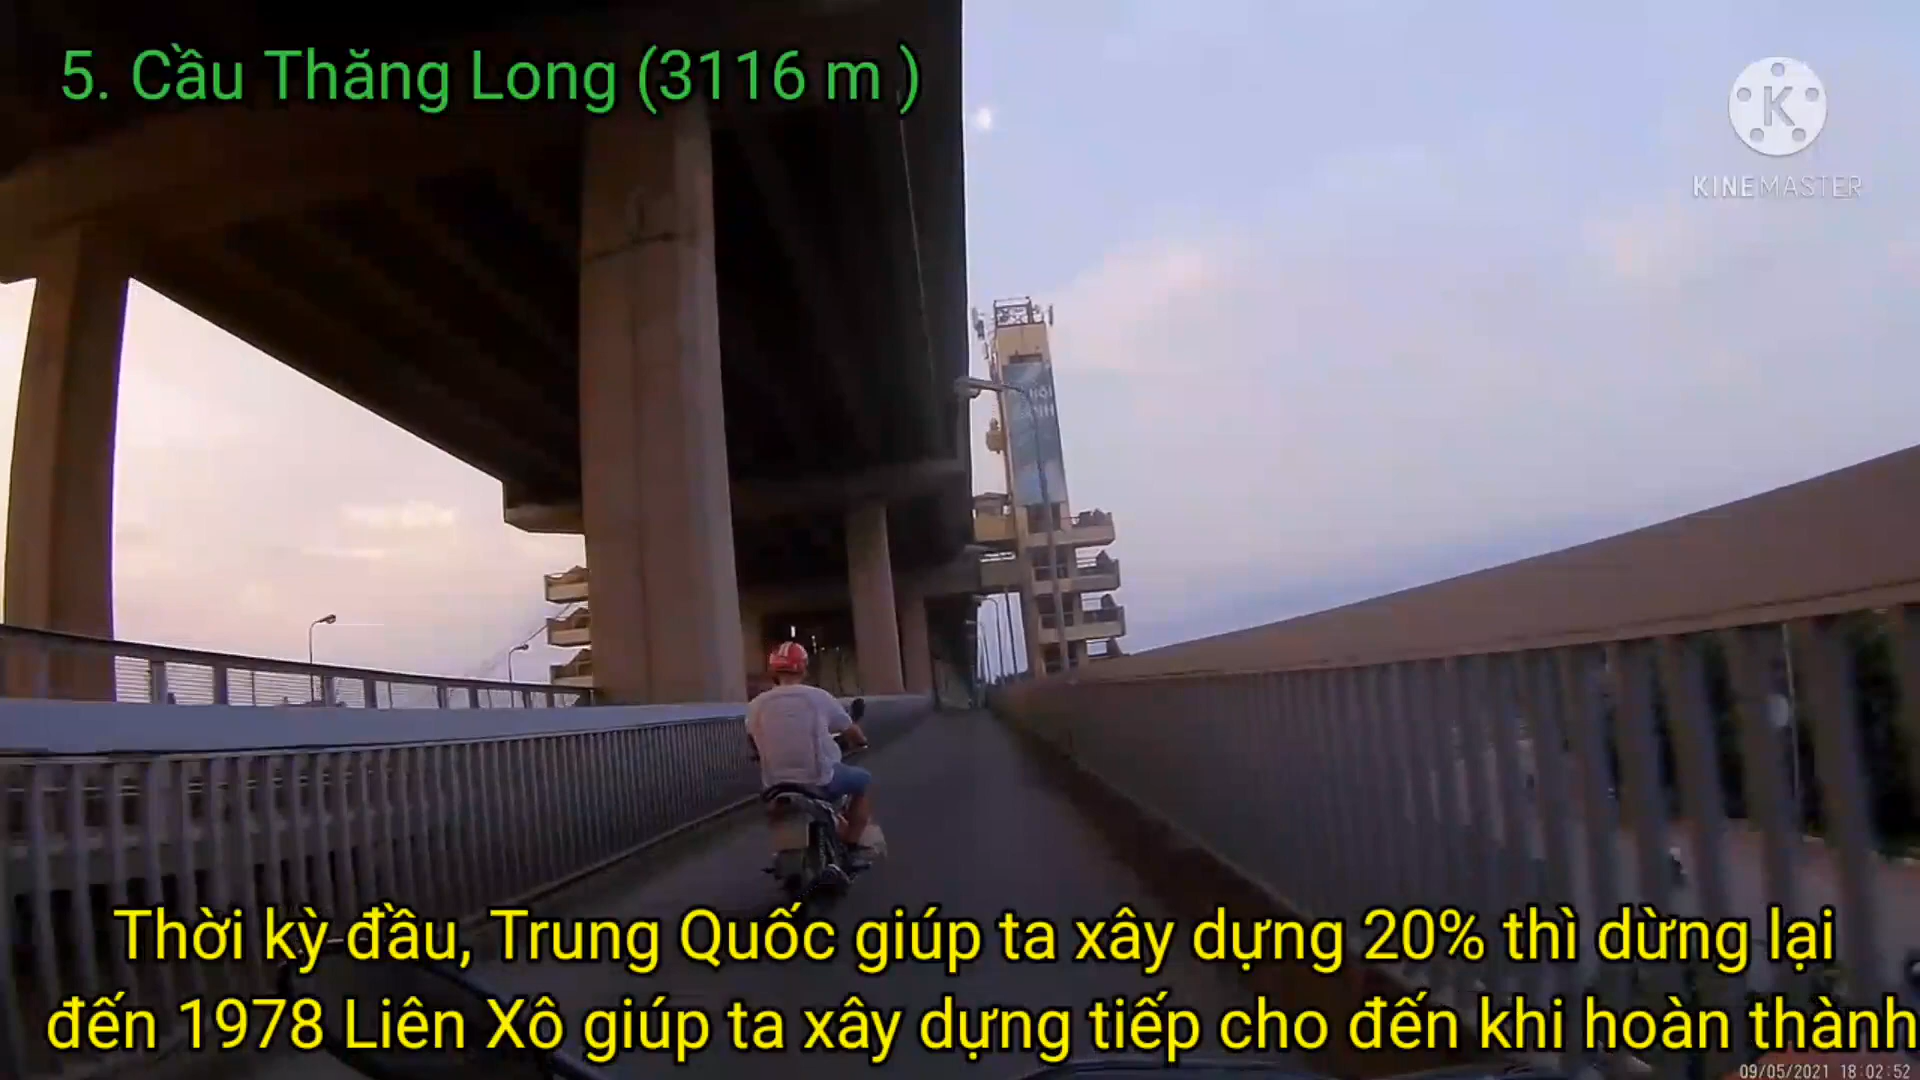 5. Cầu Thăng Long (3116 m )
K
KINEMASTER
Thời kỳ đầu, Trung Quốc giúp ta xây dựng 20% thì dừng lại
đến 1978 Liên Xô giúp ta xây dựng tiếp cho đến khi hoàn thành
09/05/2021 18:02:52